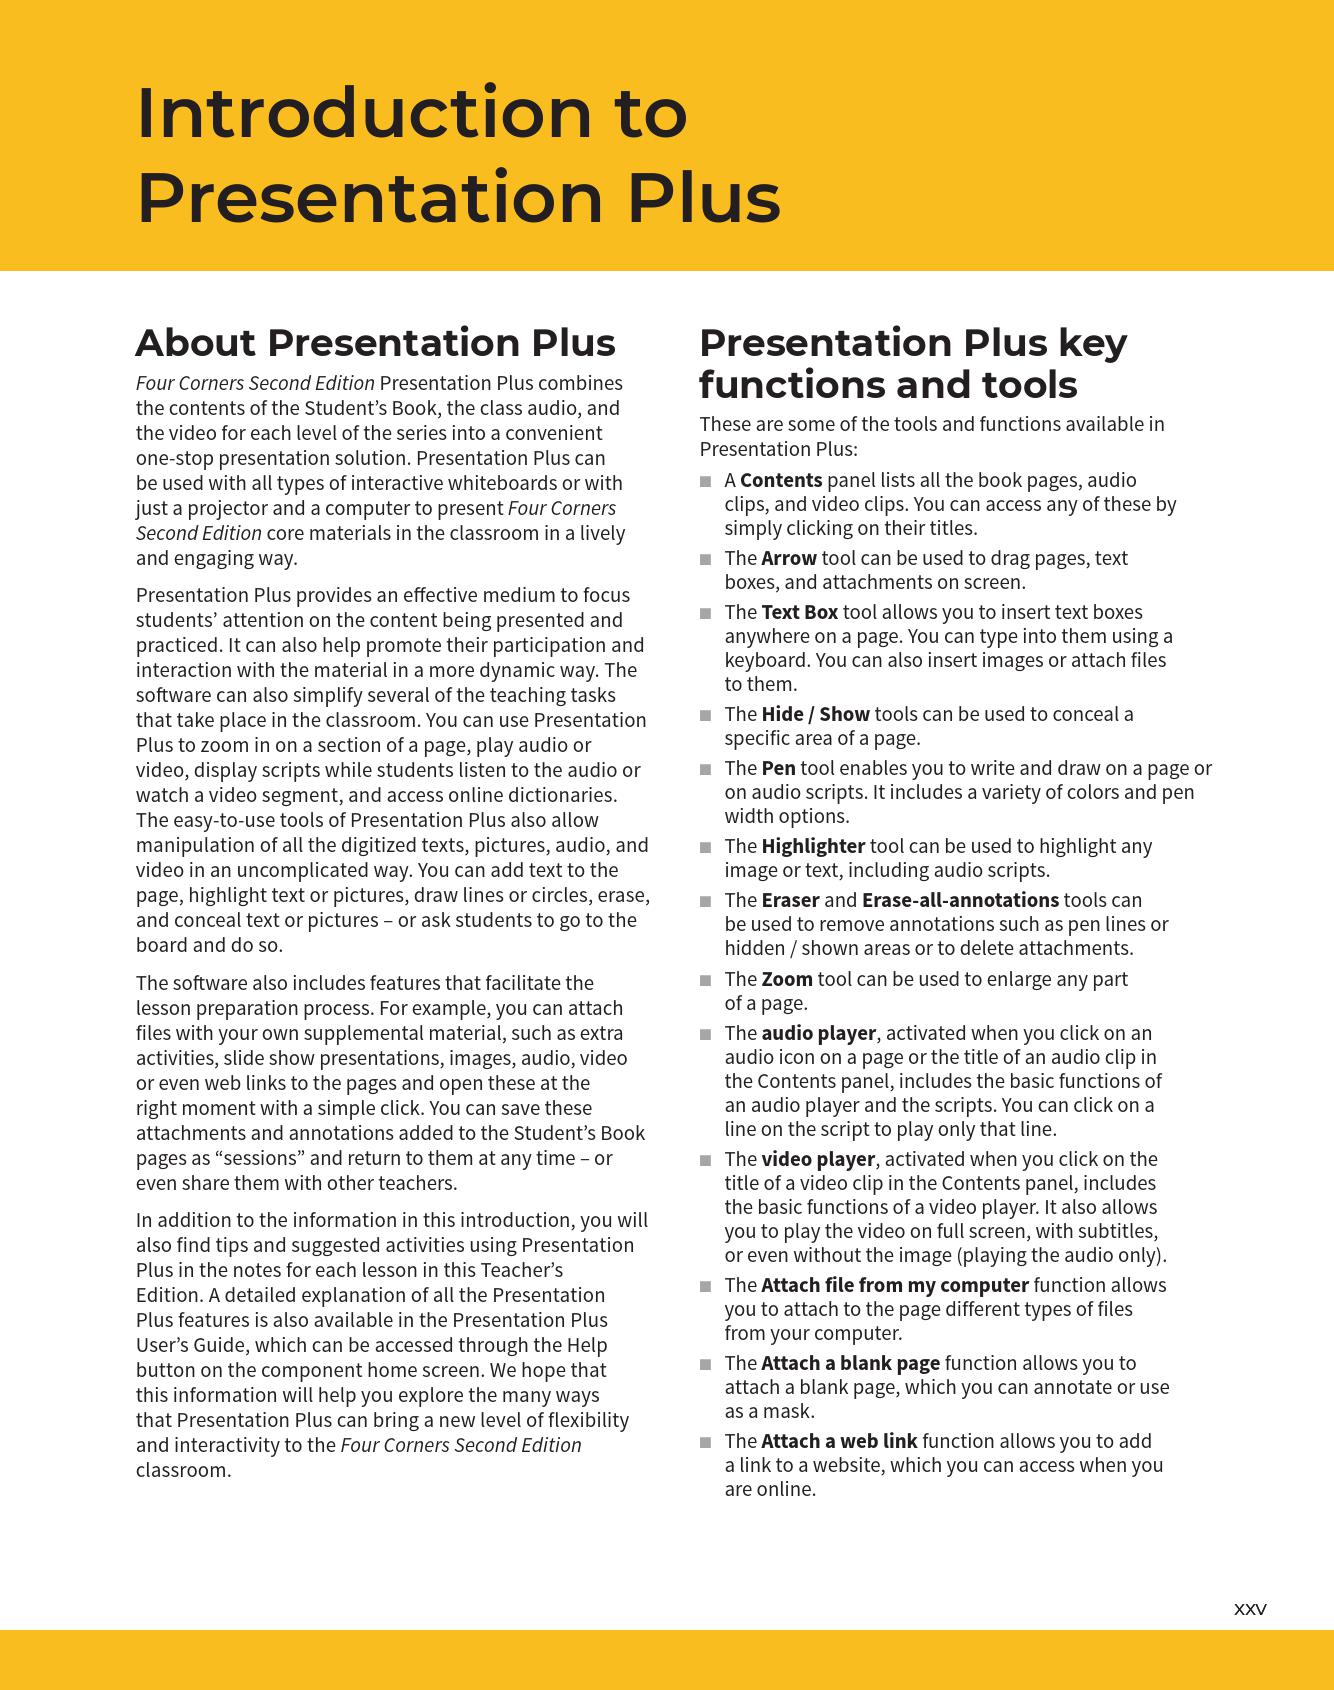 Introduction to
Presentation Plus
About Presentation Plus
Four Corners Second Edition Presentation Plus combines
the contents of the Student’s Book, the class audio, and
the video for each level of the series into a convenient
one-stop presentation solution. Presentation Plus can
be used with all types of interactive whiteboards or with
just a projector and a computer to present Four Corners
Second Edition core materials in the classroom in a lively
and engaging way.
Presentation Plus provides an effective medium to focus
students’ attention on the content being presented and
practiced. It can also help promote their participation and
interaction with the material in a more dynamic way. The
software can also simplify several of the teaching tasks
that take place in the classroom. You can use Presentation
Plus to zoom in on a section of a page, play audio or
video, display scripts while students listen to the audio or
watch a video segment, and access online dictionaries.
The easy-to-use tools of Presentation Plus also allow
manipulation of all the digitized texts, pictures, audio, and
video in an uncomplicated way. You can add text to the
page, highlight text or pictures, draw lines or circles, erase,
and conceal text or pictures – or ask students to go to the
board and do so.
The software also includes features that facilitate the
lesson preparation process. For example, you can attach
files with your own supplemental material, such as extra
activities, slide show presentations, images, audio, video
or even web links to the pages and open these at the
right moment with a simple click. You can save these
attachments and annotations added to the Student’s Book
pages as “sessions” and return to them at any time – or
even share them with other teachers.
In addition to the information in this introduction, you will
also find tips and suggested activities using Presentation
Plus in the notes for each lesson in this Teacher’s
Edition. A detailed explanation of all the Presentation
Plus features is also available in the Presentation Plus
User’s Guide, which can be accessed through the Help
button on the component home screen. We hope that
this information will help you explore the many ways
that Presentation Plus can bring a new level of flexibility
and interactivity to the Four Corners Second Edition
classroom.
Presentation Plus key
functions and tools
These are some of the tools and functions available in
Presentation Plus:
■ A Contents panel lists all the book pages, audio
clips, and video clips. You can access any of these by
simply clicking on their titles.
■ The Arrow tool can be used to drag pages, text
boxes, and attachments on screen.
■ The Text Box tool allows you to insert text boxes
anywhere on a page. You can type into them using a
keyboard. You can also insert images or attach files
to them.
■ The Hide / Show tools can be used to conceal a
specific area of a page.
■ The Pen tool enables you to write and draw on a page or
on audio scripts. It includes a variety of colors and pen
width options.
■ The Highlighter tool can be used to highlight any
image or text, including audio scripts.
■ The Eraser and Erase-all-annotations tools can
be used to remove annotations such as pen lines or
hidden / shown areas or to delete attachments.
■ The Zoom tool can be used to enlarge any part
of a page.
■ The audio player, activated when you click on an
audio icon on a page or the title of an audio clip in
the Contents panel, includes the basic functions of
an audio player and the scripts. You can click on a
line on the script to play only that line.
■ The video player, activated when you click on the
title of a video clip in the Contents panel, includes
the basic functions of a video player. It also allows
you to play the video on full screen, with subtitles,
or even without the image (playing the audio only).
■ The Attach file from my computer function allows
you to attach to the page different types of files
from your computer.
■ The Attach a blank page function allows you to
attach a blank page, which you can annotate or use
as a mask.
■ The Attach a web link function allows you to add
a link to a website, which you can access when you
are online.
XXV